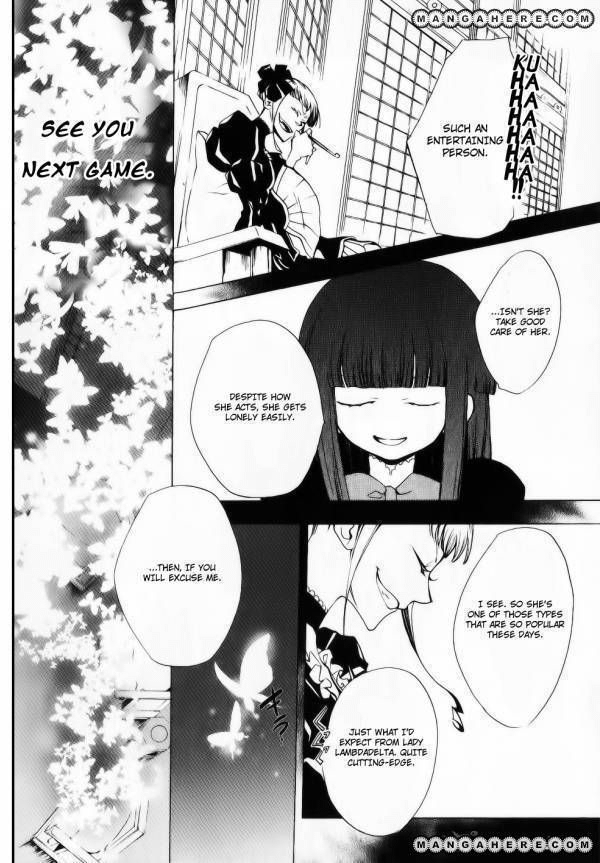 MANGAHERE.COM
KUAAAAAAA
HHHHHHH!!
SUCH AN
ENTERTAINING
PERSON.
...ISN'T SHE?
TAKE GOOD
CARE OF HER.
DESPITE HOW
SHE ACTS, SHE GETS
LONELY EASILY.
I SEE. SO SHE'S
ONE OF THOSE TYPES
THAT ARE SO POPULAR
THESE DAYS.
JUST WHAT I'D
EXPECT FROM LADY
LAMBDADELTA. QUITE
CUTTING-EDGE.
...THEN, IF YOU
WILL EXCUSE ME.
SEE YOU
NEXT GAME.
MANGAHERE.COM